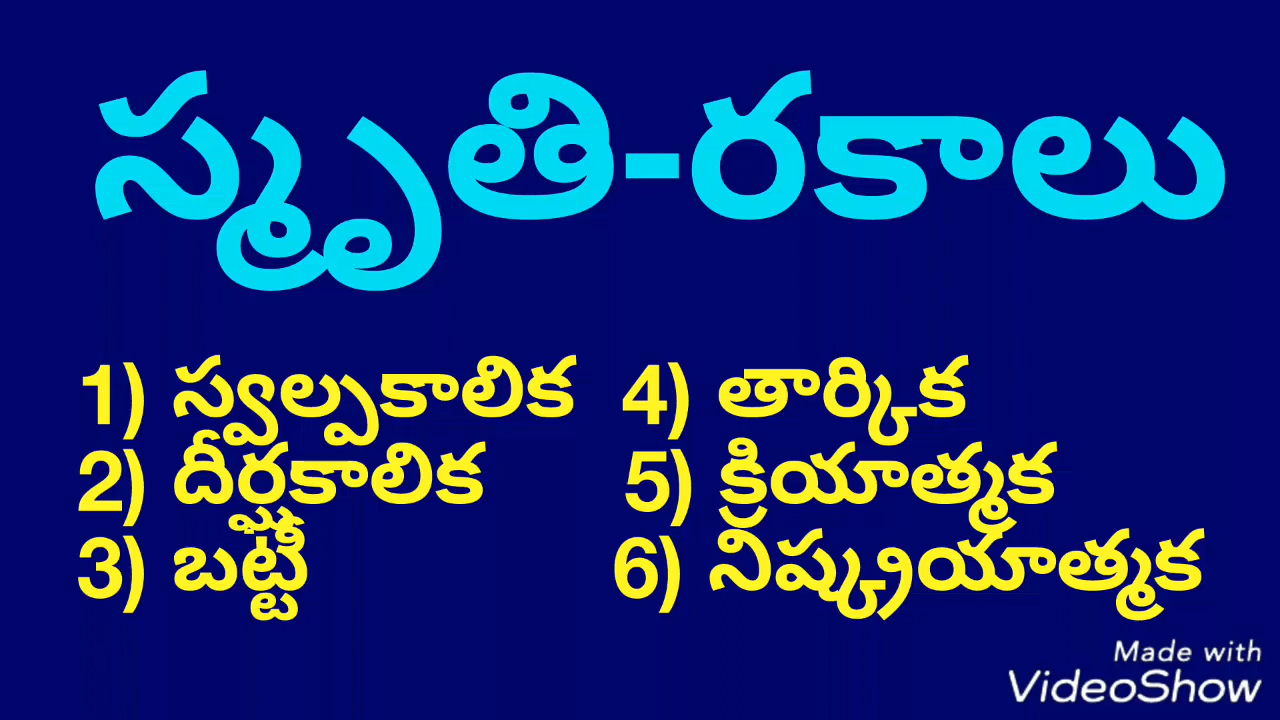 స్మృతి-రకాలు
1) స్వల్పకాలిక
2) దీర్ఘకాలిక
3) బట్టీ
4) తార్కిక
5) క్రియాత్మక
6) నిష్క్రియాత్మక
Made with
VideoShow